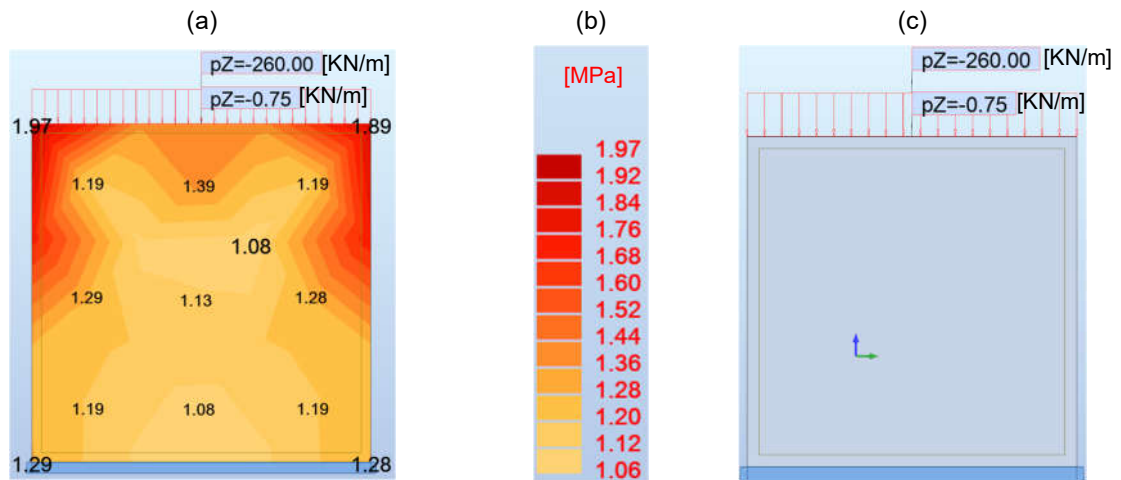 (a)
pZ=-260.00 [KN/m]
pZ=-0.75 [KN/m]
1.97 1.89
1.19 1.39 1.19
1.08
1.29 1.13 1.28
1.19 1.08 1.19
1.29 1.28
(b)
[MPa]
1.97
1.92
1.84
1.76
1.68
1.60
1.52
1.44
1.36
1.28
1.20
1.12
1.06
(c)
pZ=-260.00 [KN/m]
pZ=-0.75 [KN/m]